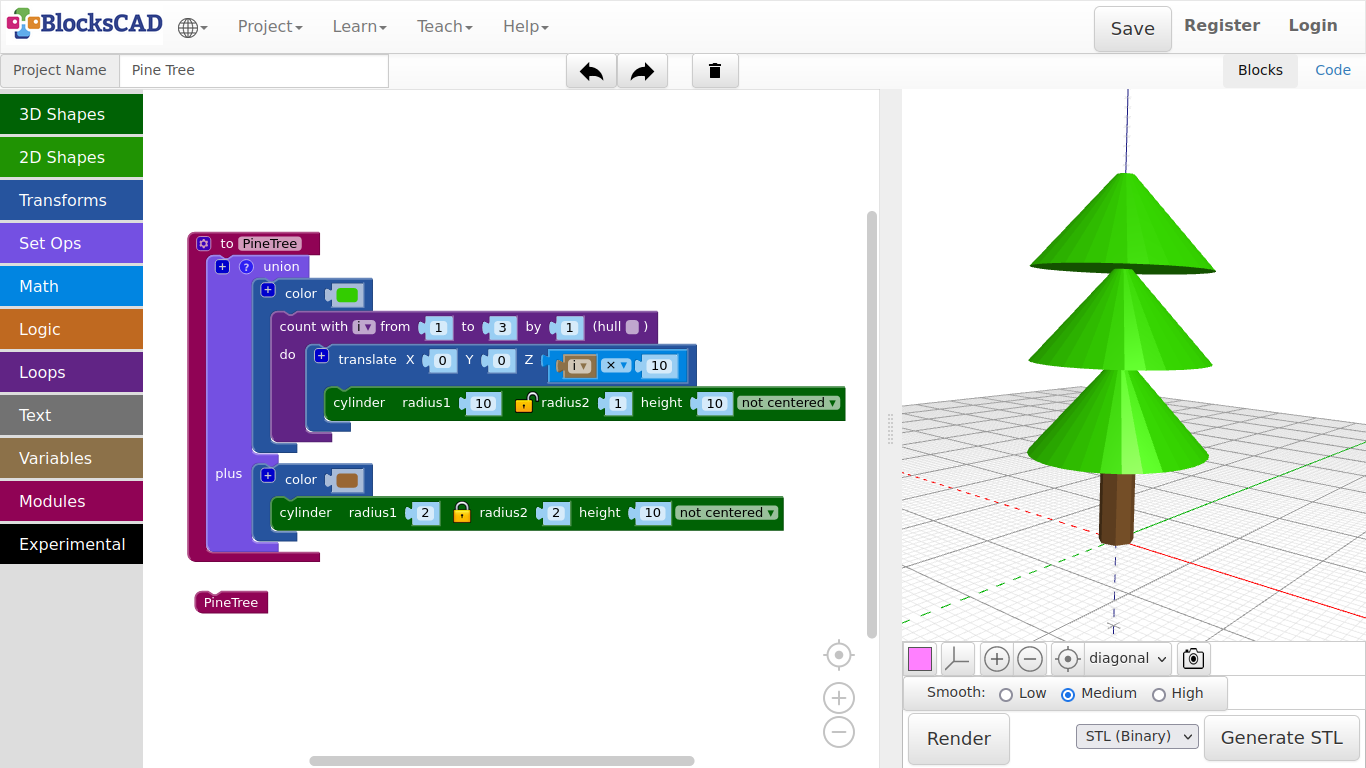 BlocksCAD Project Learn Teach Help Save Register Login
Project Name Pine Tree Blocks Code
3D Shapes
2D Shapes
Transforms
Set Ops
Math
Logic
Loops
Text
Variables
Modules
Experimental
to PineTree
+ ? union
+ color
count with i from 1 to 3 by 1 (hull )
do + translate X 0 Y 0 Z i × 10
cylinder radius1 10 radius2 1 height 10 not centered
plus + color
cylinder radius1 2 radius2 2 height 10 not centered
PineTree
diagonal
Smooth: Low Medium High
Render STL (Binary) Generate STL